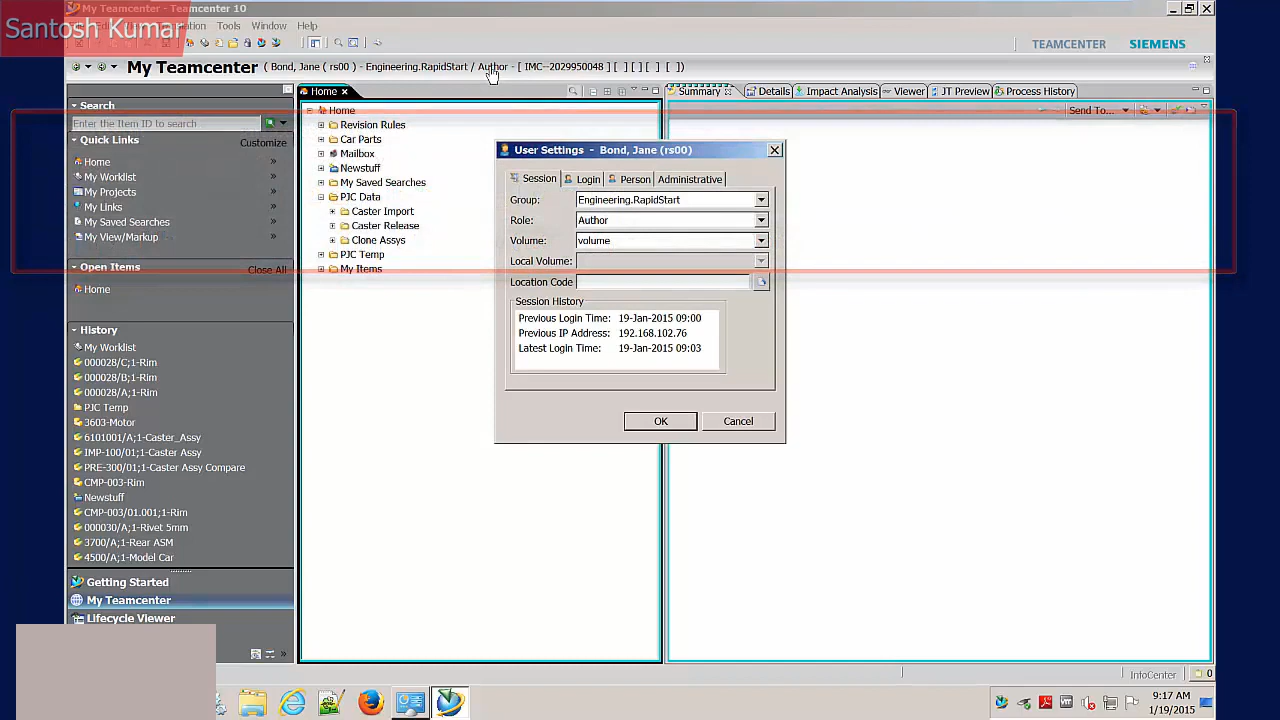 My Teamcenter - Teamcenter 10
Santosh Kumar
Translation Tools Window Help
TEAMCENTER SIEMENS
My Teamcenter ( Bond, Jane ( rs00 ) - Engineering.RapidStart / Author - [ IMC--2029950048 ] [ ] [ ] [ ] [ ])
Search
Enter the Item ID to search
Quick Links Customize
Home »
My Worklist »
My Projects »
My Links »
My Saved Searches »
My View/Markup »
Open Items Close All
Home
History
My Worklist
000028/C;1-Rim
000028/B;1-Rim
000028/A;1-Rim
PJC Temp
3603-Motor
6101001/A;1-Caster_Assy
IMP-100/01;1-Caster Assy
PRE-300/01;1-Caster Assy Compare
CMP-003-Rim
Newstuff
CMP-003/01.001;1-Rim
000030/A;1-Rivet 5mm
3700/A;1-Rear ASM
4500/A;1-Model Car
Getting Started
My Teamcenter
Lifecycle Viewer
»
Home
Home
Revision Rules
Car Parts
Mailbox
Newstuff
My Saved Searches
PJC Data
Caster Import
Caster Release
Clone Assys
PJC Temp
My Items
Summary Details Impact Analysis Viewer JT Preview Process History
Send To...
User Settings - Bond, Jane (rs00)
Session Login Person Administrative
Group: Engineering.RapidStart
Role: Author
Volume: volume
Local Volume:
Location Code
Session History
Previous Login Time: 19-Jan-2015 09:00
Previous IP Address: 192.168.102.76
Latest Login Time: 19-Jan-2015 09:03
OK Cancel
InfoCenter 0
9:17 AM
1/19/2015